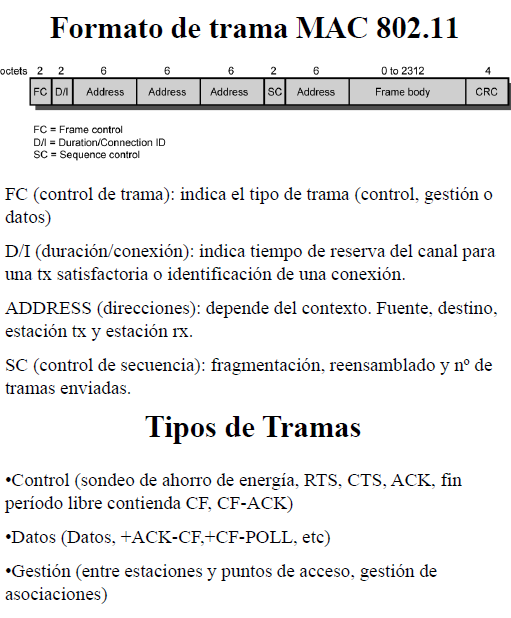 Formato de trama MAC 802.11
octets 2 2 6 6 6 2 6 0 to 2312 4
FC D/I Address Address Address SC Address Frame body CRC
FC = Frame control
D/I = Duration/Connection ID
SC = Sequence control
FC (control de trama): indica el tipo de trama (control, gestión o
datos)
D/I (duración/conexión): indica tiempo de reserva del canal para
una tx satisfactoria o identificación de una conexión.
ADDRESS (direcciones): depende del contexto. Fuente, destino,
estación tx y estación rx.
SC (control de secuencia): fragmentación, reensamblado y nº de
tramas enviadas.
Tipos de Tramas
•Control (sondeo de ahorro de energía, RTS, CTS, ACK, fin
período libre contienda CF, CF-ACK)
•Datos (Datos, +ACK-CF,+CF-POLL, etc)
•Gestión (entre estaciones y puntos de acceso, gestión de
asociaciones)